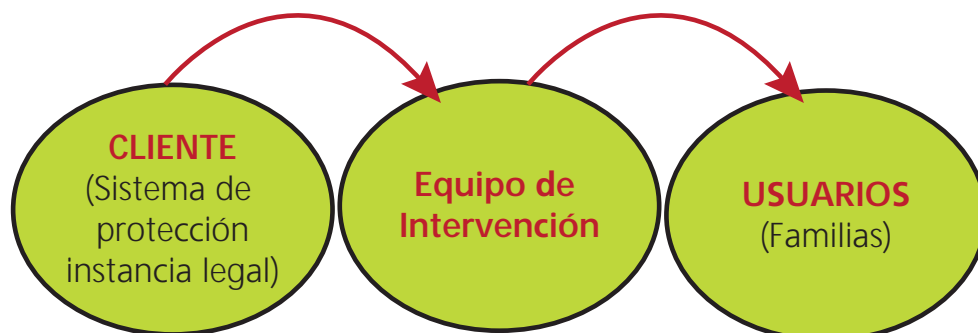 CLIENTE
(Sistema de
protección
instancia legal)
Equipo de
Intervención
USUARIOS
(Familias)